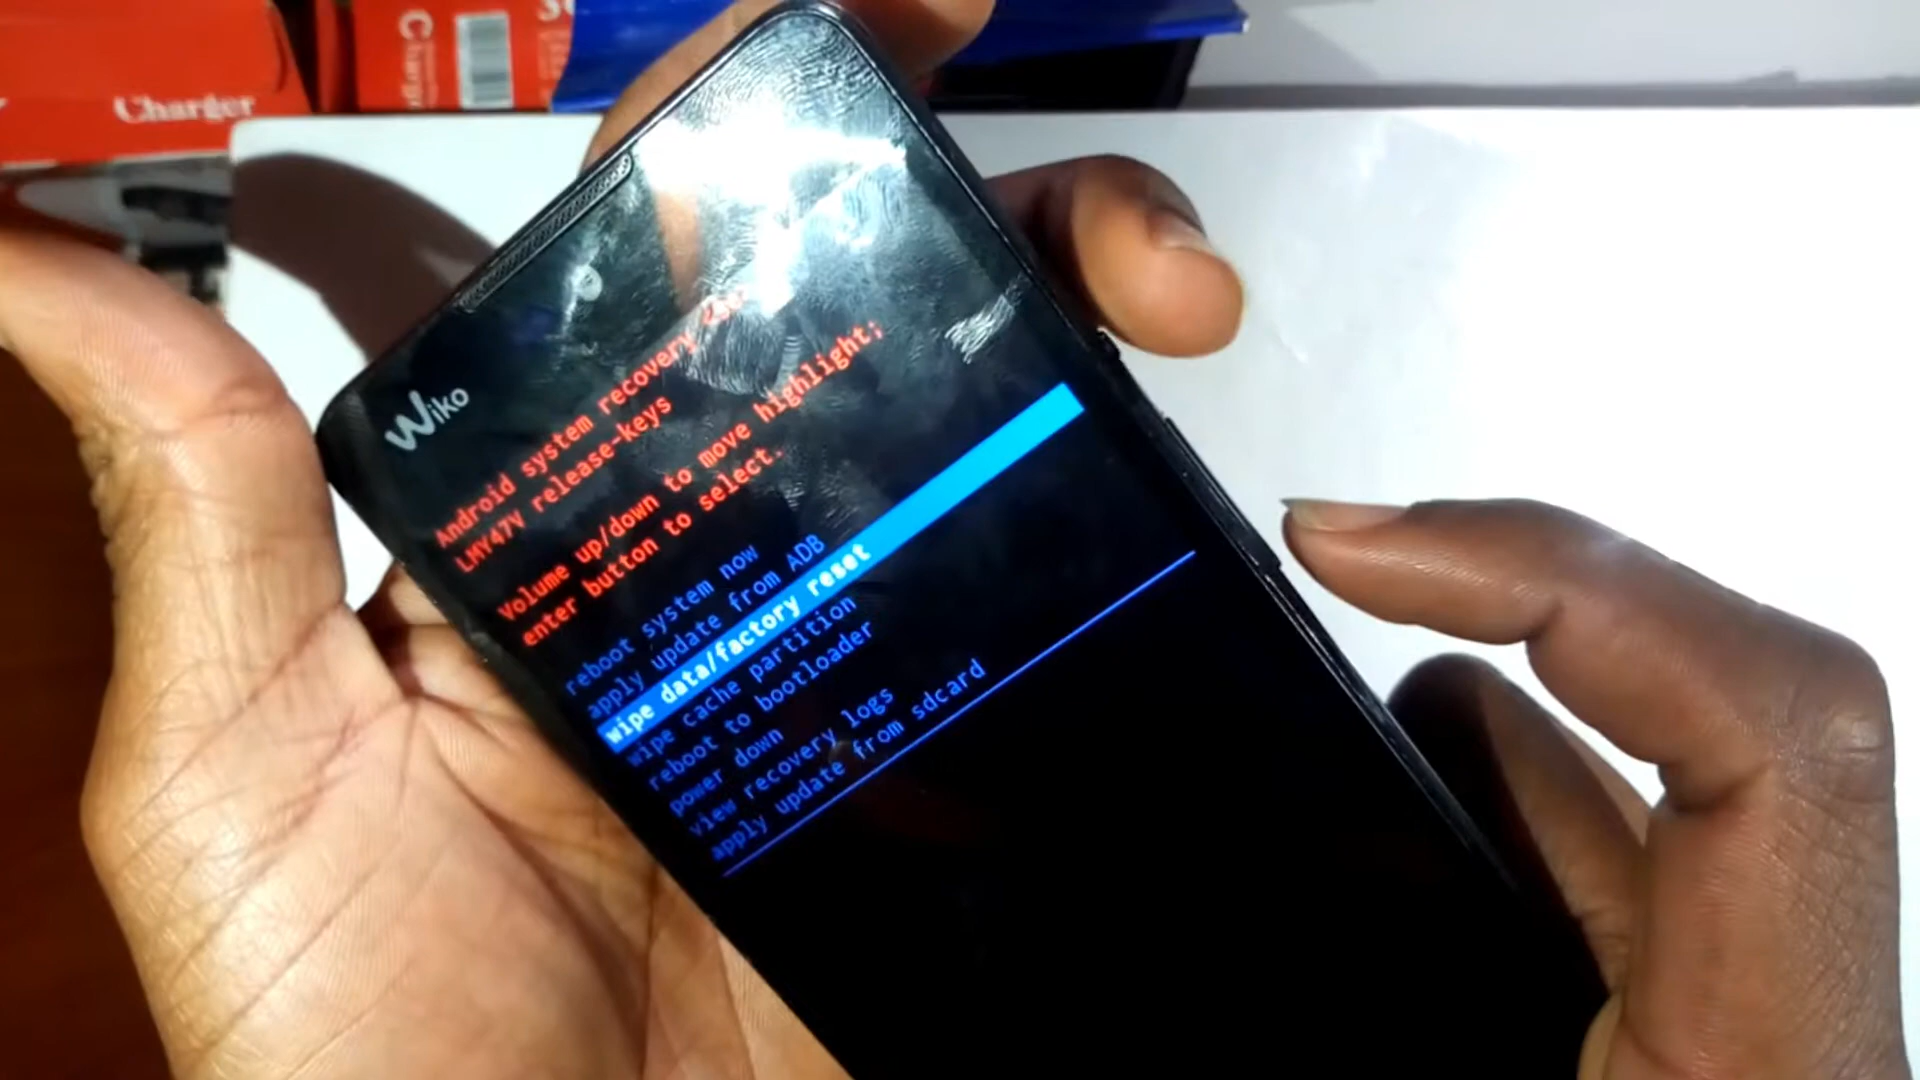 Charger
Wiko
Android system recovery
LMY47V release-keys
Volume up/down to move highlight;
enter button to select.
reboot system now
apply update from ADB
wipe data/factory reset
wipe cache partition
reboot to bootloader
power down
view recovery logs
apply update from sdcard